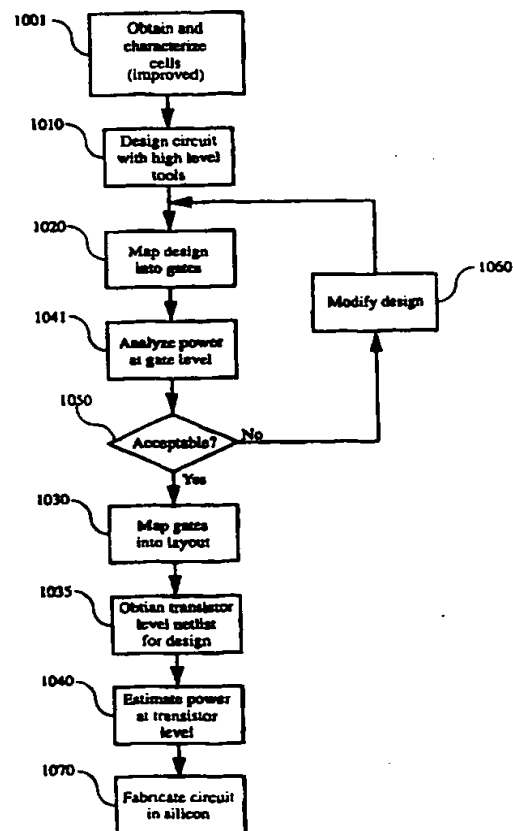 1001
Obtain and
characterize
cells
(improved)
1010
Design circuit
with high level
tools
1020
Map design
into gates
1060
Modify design
1041
Analyze power
at gate level
1050
Acceptable?
No
Yes
1030
Map gates
into layout
1035
Obtian transistor
level netlist
for design
1040
Estimate power
at transistor
level
1070
Fabricate circuit
in silicon